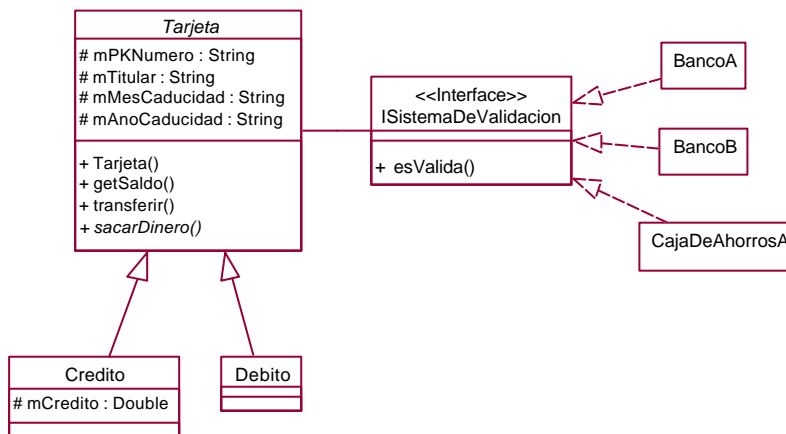 Tarjeta
# mPKNumero : String
# mTitular : String
# mMesCaducidad : String
# mAnoCaducidad : String
+ Tarjeta()
+ getSaldo()
+ transferir()
+ sacarDinero()
<<Interface>>
ISistemaDeValidacion
+ esValida()
BancoA
BancoB
CajaDeAhorrosA
Credito
# mCredito : Double
Debito